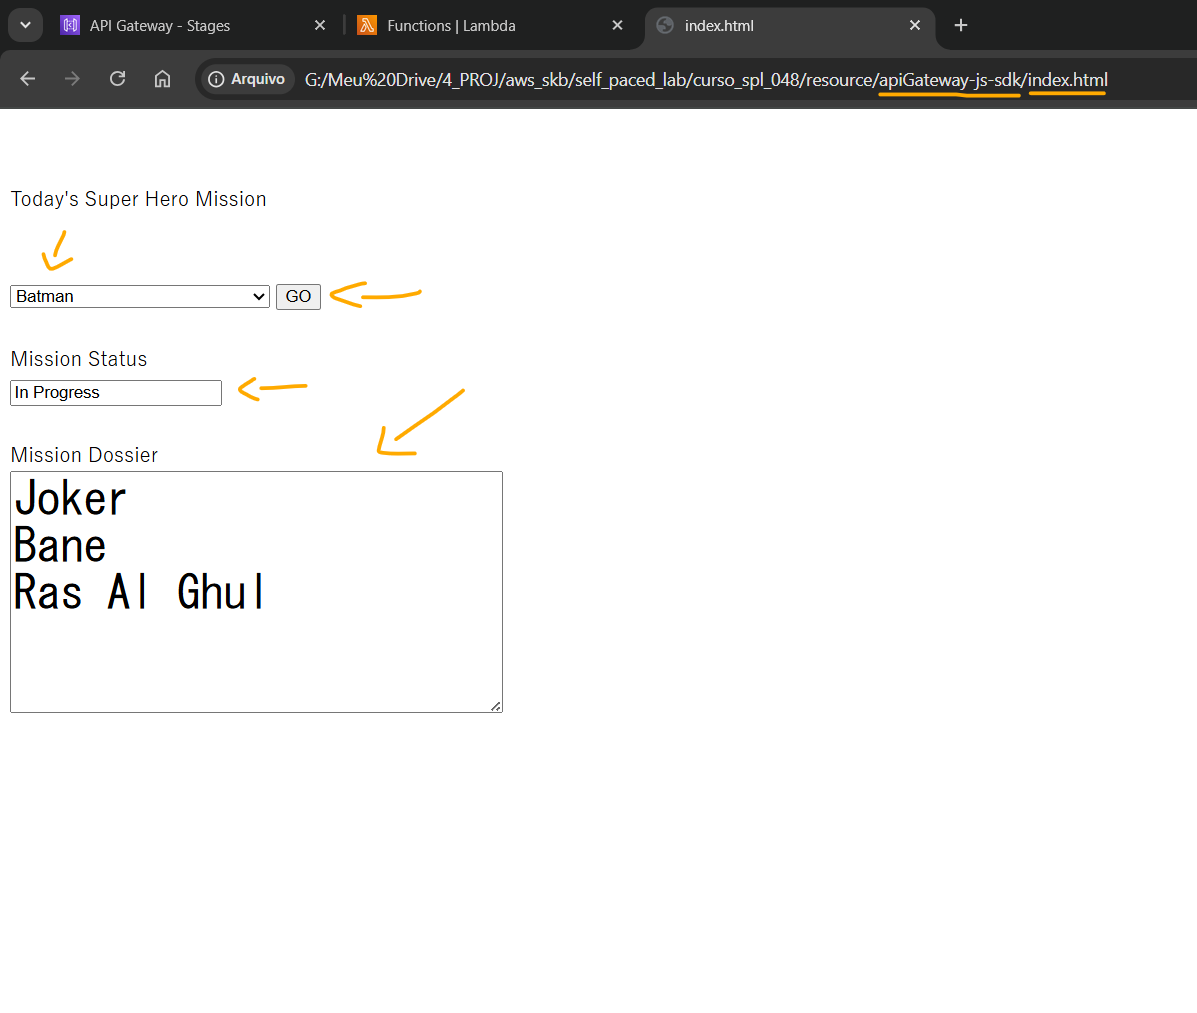 API Gateway - Stages
Functions | Lambda
index.html
Arquivo
G:/Meu%20Drive/4_PROJ/aws_skb/self_paced_lab/curso_spl_048/resource/apiGateway-js-sdk/index.html
Today's Super Hero Mission
Batman
GO
Mission Status
In Progress
Mission Dossier
Joker
Bane
Ras Al Ghul